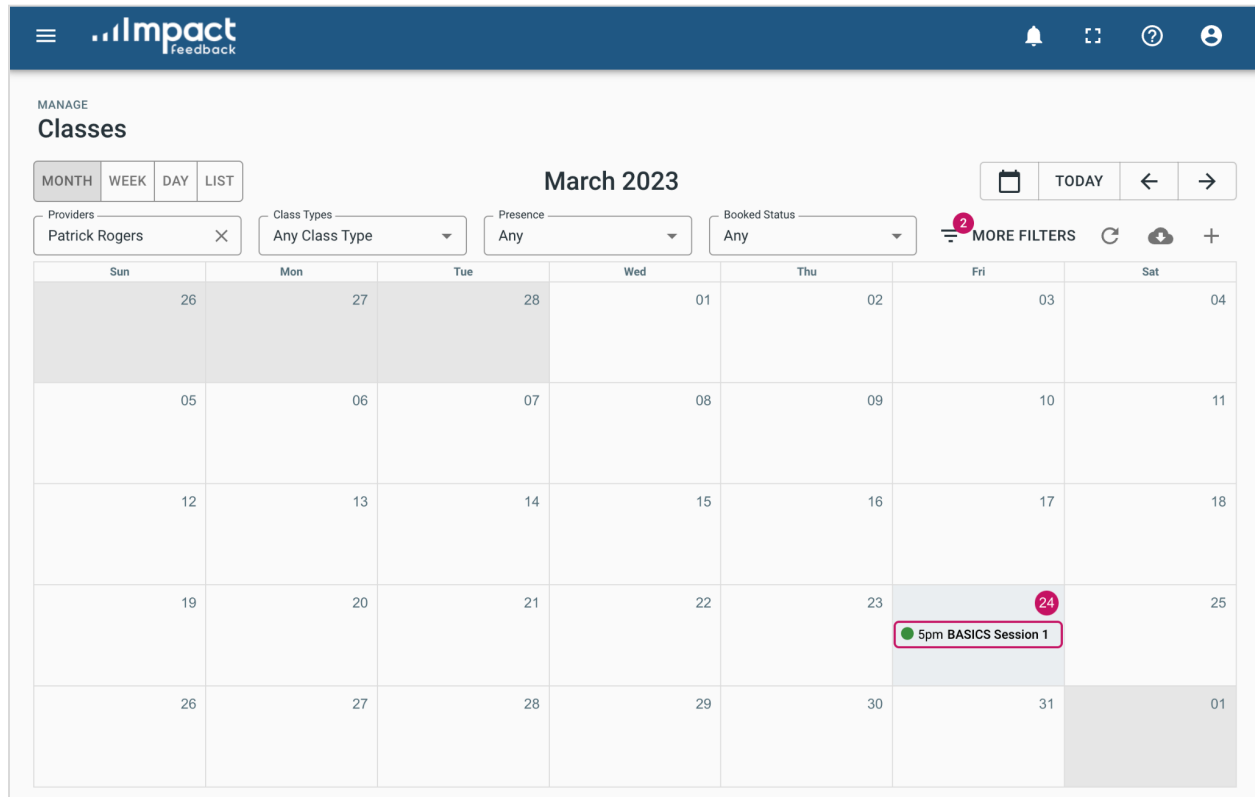 Impact
Feedback
MANAGE
Classes
MONTH WEEK DAY LIST
March 2023
TODAY
Providers
Patrick Rogers
Class Types
Any Class Type
Presence
Any
Booked Status
Any
2
MORE FILTERS
Sun Mon Tue Wed Thu Fri Sat
26 27 28 01 02 03 04
05 06 07 08 09 10 11
12 13 14 15 16 17 18
19 20 21 22 23 24 25
5pm BASICS Session 1
26 27 28 29 30 31 01